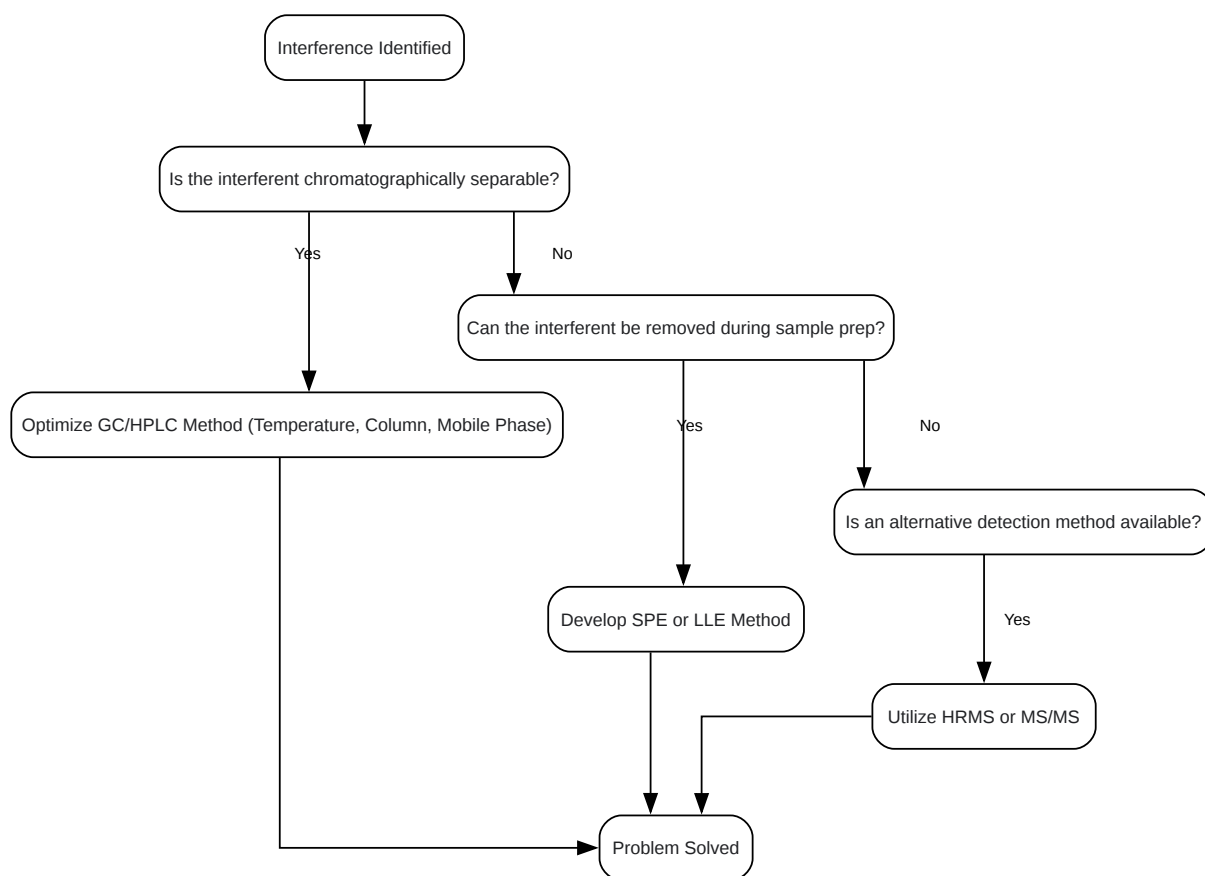 Interference Identified
Is the interferent chromatographically separable?
Yes
No
Can the interferent be removed during sample prep?
Optimize GC/HPLC Method (Temperature, Column, Mobile Phase)
Yes
No
Is an alternative detection method available?
Develop SPE or LLE Method
Yes
Utilize HRMS or MS/MS
Problem Solved